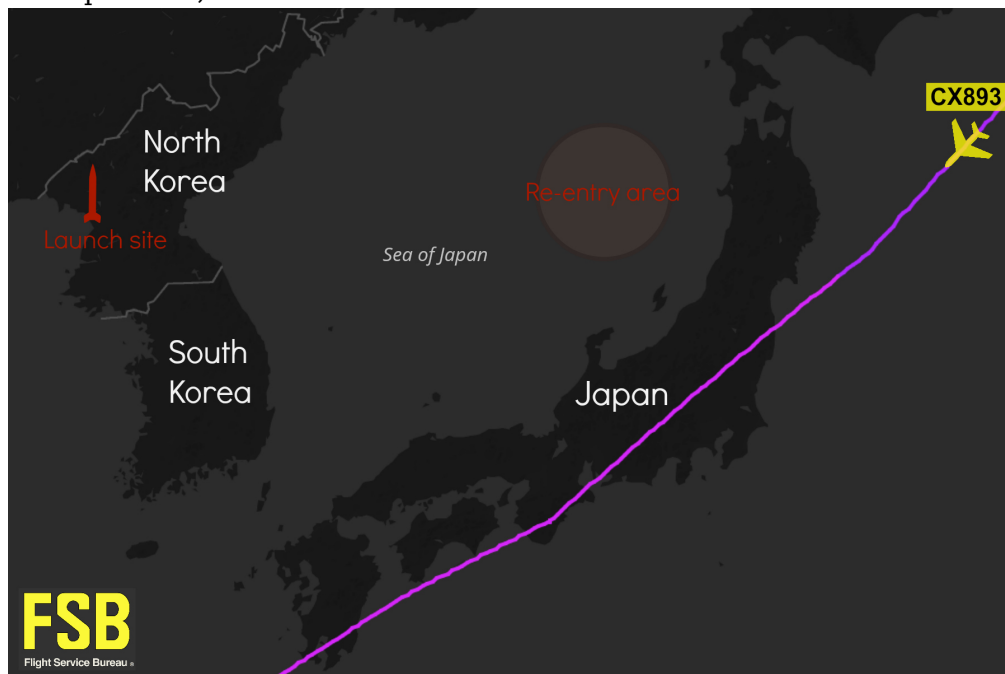 CX893
North
Korea
Re-entry area
Launch site
Sea of Japan
South
Korea
Japan
FSB
Flight Service Bureau